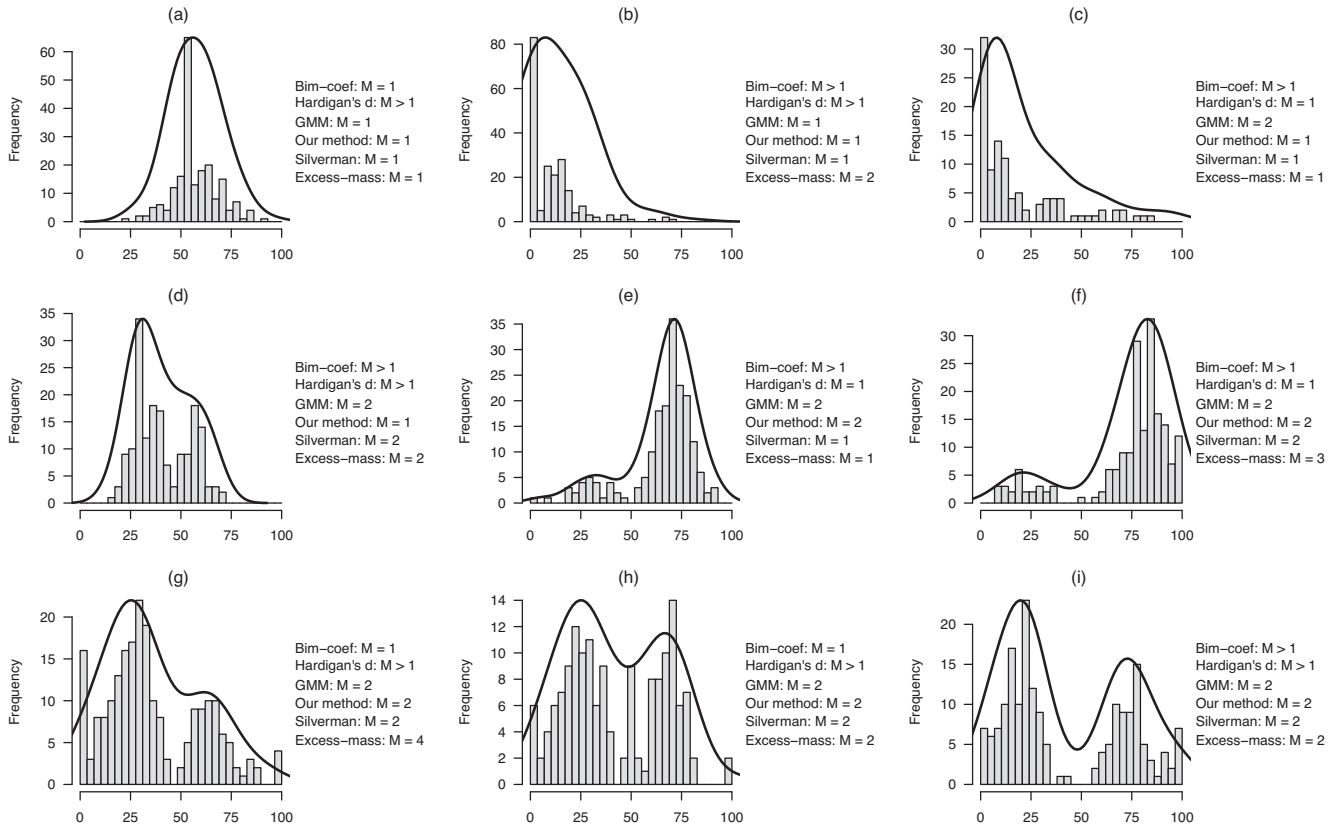 (a)
Frequency
60
50
40
30
20
10
0
0 25 50 75 100
Bim−coef: M = 1
Hardigan's d: M > 1
GMM: M = 1
Our method: M = 1
Silverman: M = 1
Excess−mass: M = 1
(b)
Frequency
80
60
40
20
0
0 25 50 75 100
Bim−coef: M > 1
Hardigan's d: M > 1
GMM: M = 1
Our method: M = 1
Silverman: M = 1
Excess−mass: M = 2
(c)
Frequency
30
25
20
15
10
5
0
0 25 50 75 100
Bim−coef: M > 1
Hardigan's d: M = 1
GMM: M = 2
Our method: M = 1
Silverman: M = 1
Excess−mass: M = 1
(d)
Frequency
35
30
25
20
15
10
5
0
0 25 50 75 100
Bim−coef: M > 1
Hardigan's d: M > 1
GMM: M = 2
Our method: M = 1
Silverman: M = 2
Excess−mass: M = 2
(e)
Frequency
35
30
25
20
15
10
5
0
0 25 50 75 100
Bim−coef: M > 1
Hardigan's d: M = 1
GMM: M = 2
Our method: M = 2
Silverman: M = 1
Excess−mass: M = 1
(f)
Frequency
30
25
20
15
10
5
0
0 25 50 75 100
Bim−coef: M > 1
Hardigan's d: M = 1
GMM: M = 2
Our method: M = 2
Silverman: M = 2
Excess−mass: M = 3
(g)
Frequency
20
15
10
5
0
0 25 50 75 100
Bim−coef: M = 1
Hardigan's d: M > 1
GMM: M = 2
Our method: M = 2
Silverman: M = 2
Excess−mass: M = 4
(h)
Frequency
14
12
10
8
6
4
2
0
0 25 50 75 100
Bim−coef: M = 1
Hardigan's d: M > 1
GMM: M = 2
Our method: M = 2
Silverman: M = 2
Excess−mass: M = 2
(i)
Frequency
20
15
10
5
0
0 25 50 75 100
Bim−coef: M > 1
Hardigan's d: M > 1
GMM: M = 2
Our method: M = 2
Silverman: M = 2
Excess−mass: M = 2